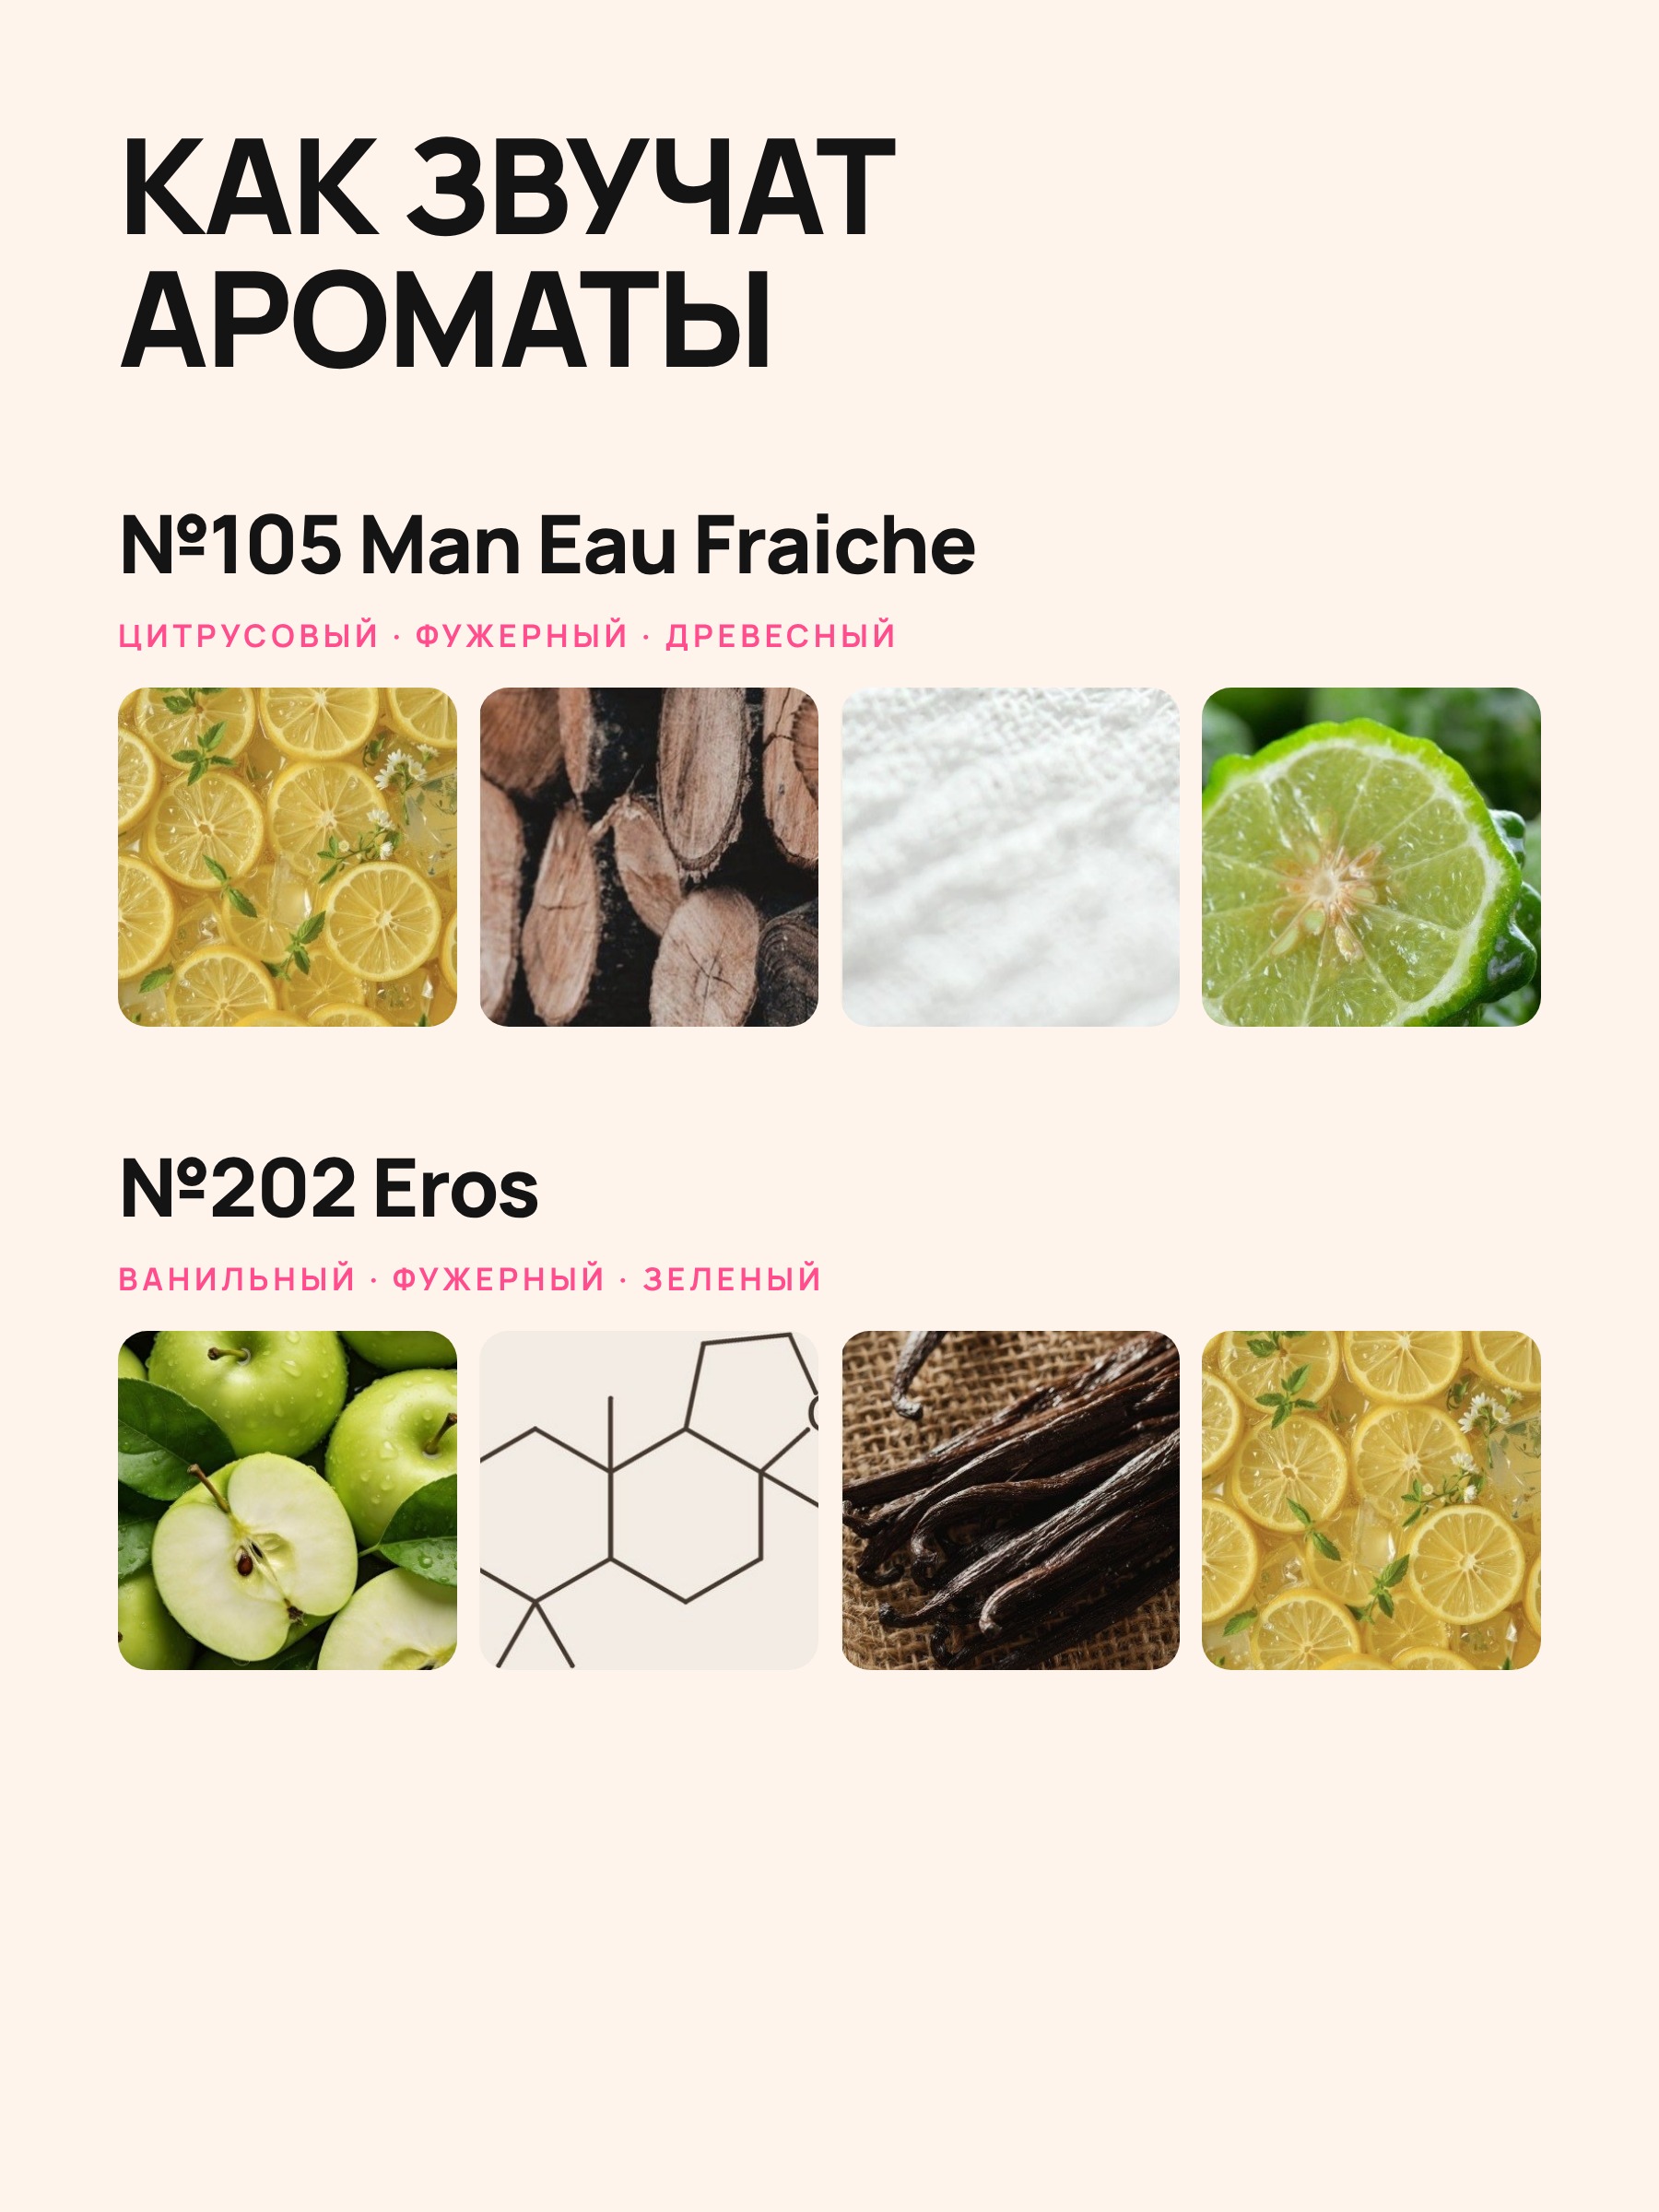 КАК ЗВУЧАТ
АРОМАТЫ
№105 Man Eau Fraiche
ЦИТРУСОВЫЙ · ФУЖЕРНЫЙ · ДРЕВЕСНЫЙ
№202 Eros
ВАНИЛЬНЫЙ · ФУЖЕРНЫЙ · ЗЕЛЕНЫЙ